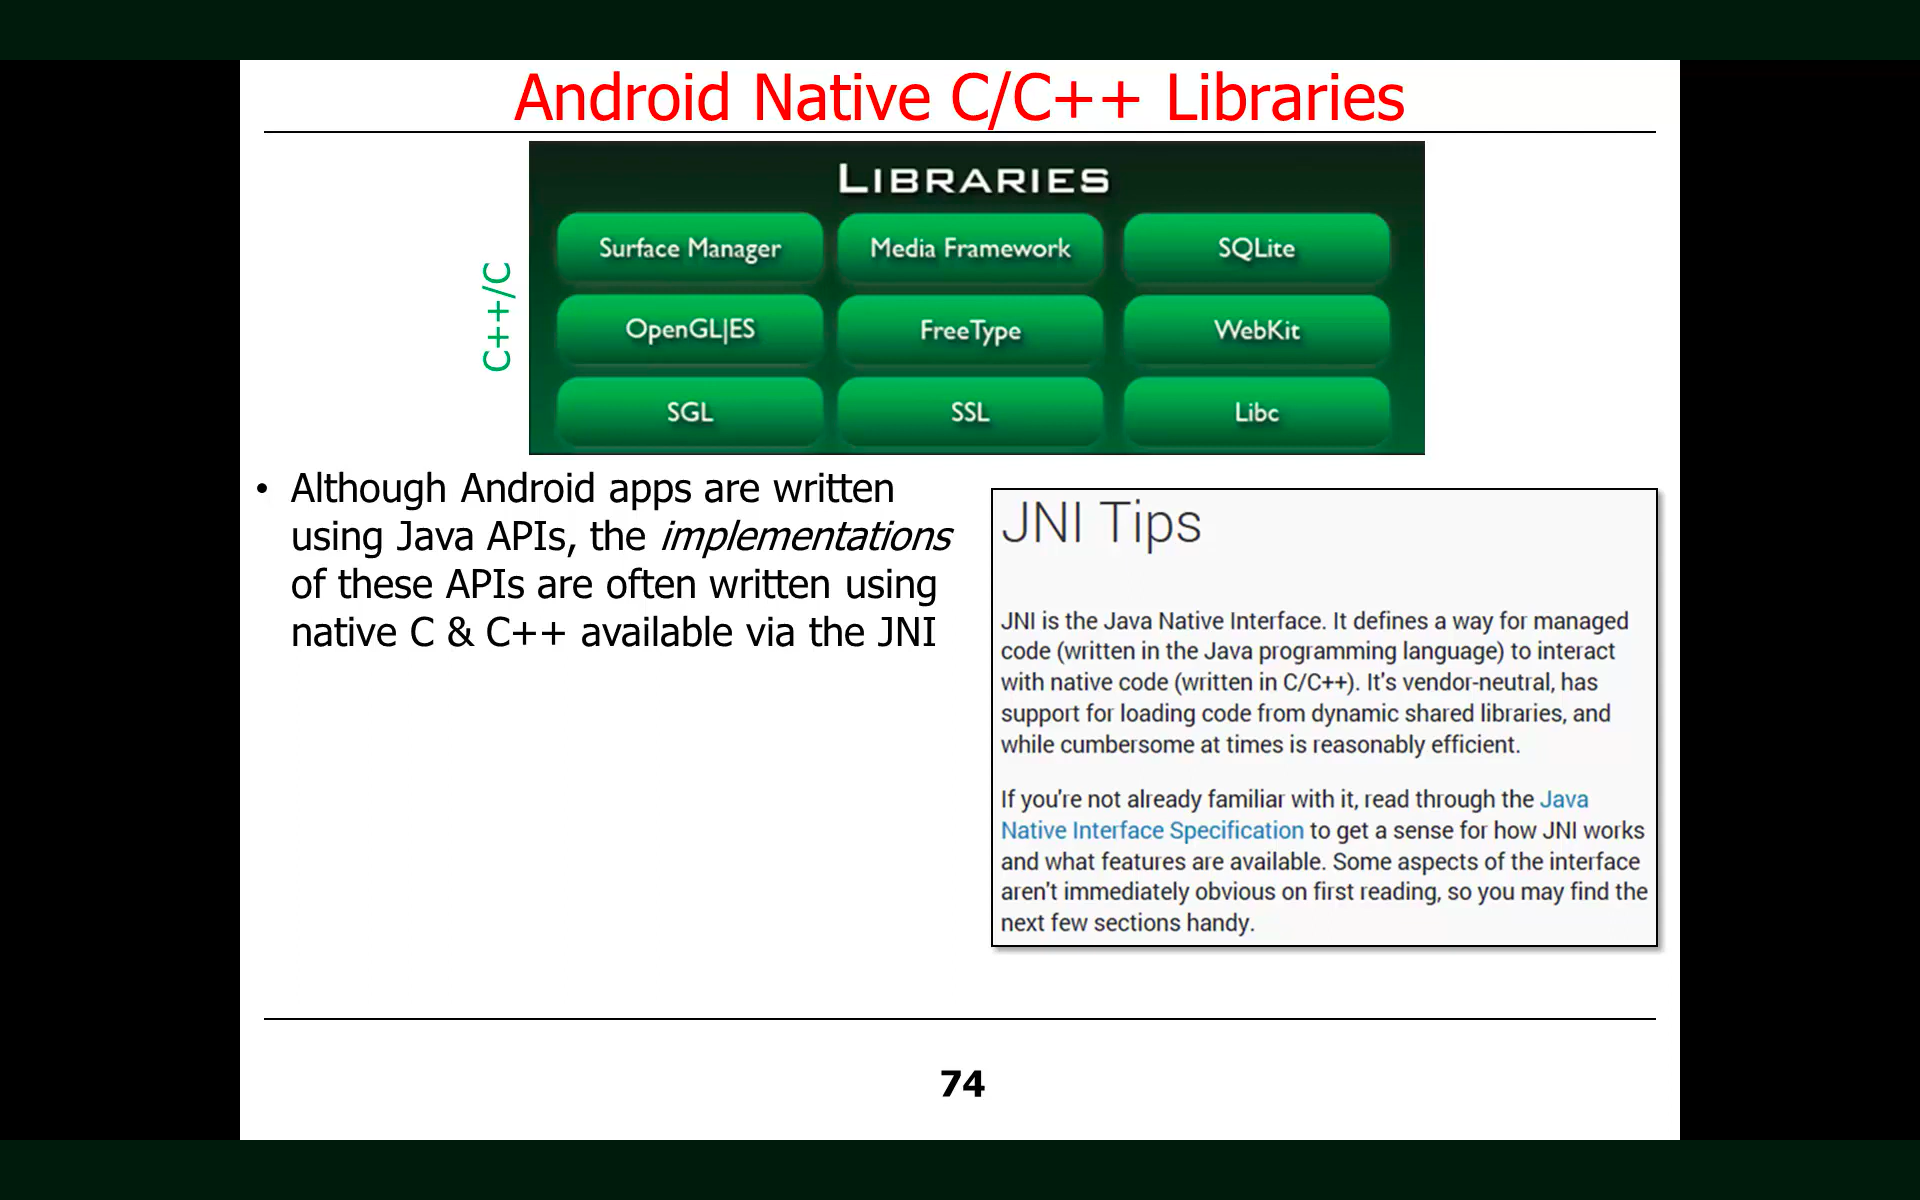 Android Native C/C++ Libraries
LIBRARIES
C++/C
Surface Manager
Media Framework
SQLite
OpenGL|ES
FreeType
WebKit
SGL
SSL
Libc
• Although Android apps are written
using Java APIs, the implementations
of these APIs are often written using
native C & C++ available via the JNI
JNI Tips
JNI is the Java Native Interface. It defines a way for managed
code (written in the Java programming language) to interact
with native code (written in C/C++). It's vendor-neutral, has
support for loading code from dynamic shared libraries, and
while cumbersome at times is reasonably efficient.
If you're not already familiar with it, read through the Java
Native Interface Specification to get a sense for how JNI works
and what features are available. Some aspects of the interface
aren't immediately obvious on first reading, so you may find the
next few sections handy.
74